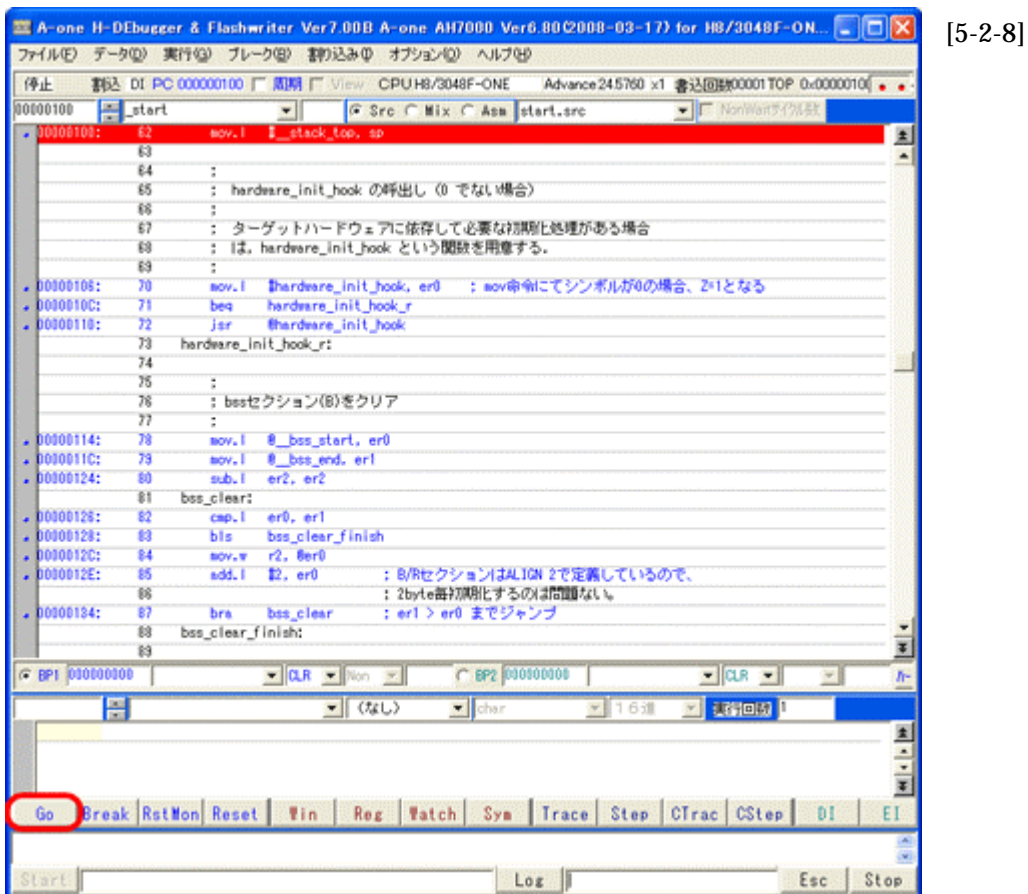 A-one H-DEbugger & Flashwriter Ver7.00B A-one AH7000 Ver6.80(2008-03-17) for H8/3048F-ON...
[5-2-8]
ファイル(F) データ(D) 実行(G) ブレーク(B) 割り込み(I) オプション(O) ヘルプ(H)
停止 割込 DI PC 000000100 周期 View CPU H8/3048F-ONE Advance 24.5760 x1 書込回数00001 TOP 0x0000010
00000100 _start Src Mix Asm start.src NonWaitサイクル数
00000100: 62 mov.l #__stack_top, sp
63
64 ;
65 ; hardware_init_hook の呼出し (0 でない場合)
66 ;
67 ; ターゲットハードウェアに依存して必要な初期化処理がある場合
68 ; は, hardware_init_hook という関数を用意する.
69 ;
00000106: 70 mov.l #hardware_init_hook, er0 ; mov命令にてシンボルが0の場合、Z=1となる
0000010C: 71 beq hardware_init_hook_r
00000110: 72 jsr @hardware_init_hook
73 hardware_init_hook_r:
74
75 ;
76 ; bssセクション(B)をクリア
77 ;
00000114: 78 mov.l @__bss_start, er0
0000011C: 79 mov.l @__bss_end, er1
00000124: 80 sub.l er2, er2
81 bss_clear:
00000126: 82 cmp.l er0, er1
00000128: 83 bls bss_clear_finish
0000012C: 84 mov.w r2, @er0
0000012E: 85 add.l #2, er0 ; B/RセクションはALIGN 2で定義しているので、
86 ; 2byte毎初期化するのは問題ない。
00000134: 87 bra bss_clear ; er1 > er0 までジャンプ
88 bss_clear_finish:
89
BP1 000000000 CLR Non BP2 000000000 CLR
(なし) char 16進 実行回数 1
Go Break RstMon Reset Win Reg Watch Sym Trace Step CTrac CStep DI EI
Start Log Esc Stop